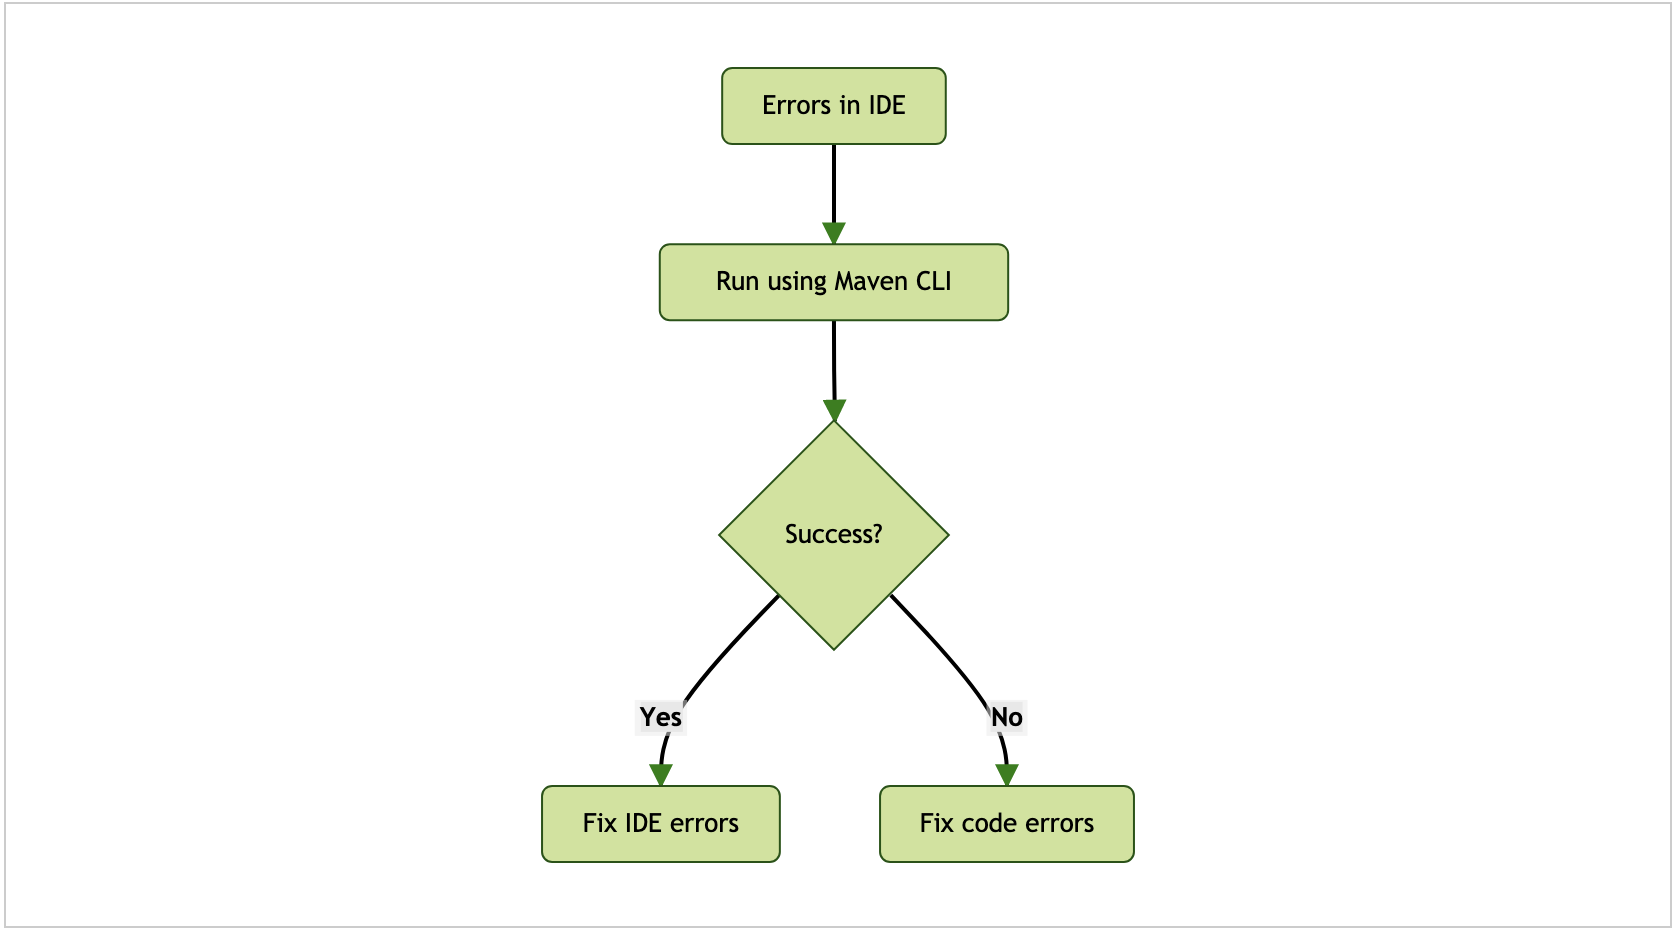 Errors in IDE
Run using Maven CLI
Success?
Yes
No
Fix IDE errors
Fix code errors